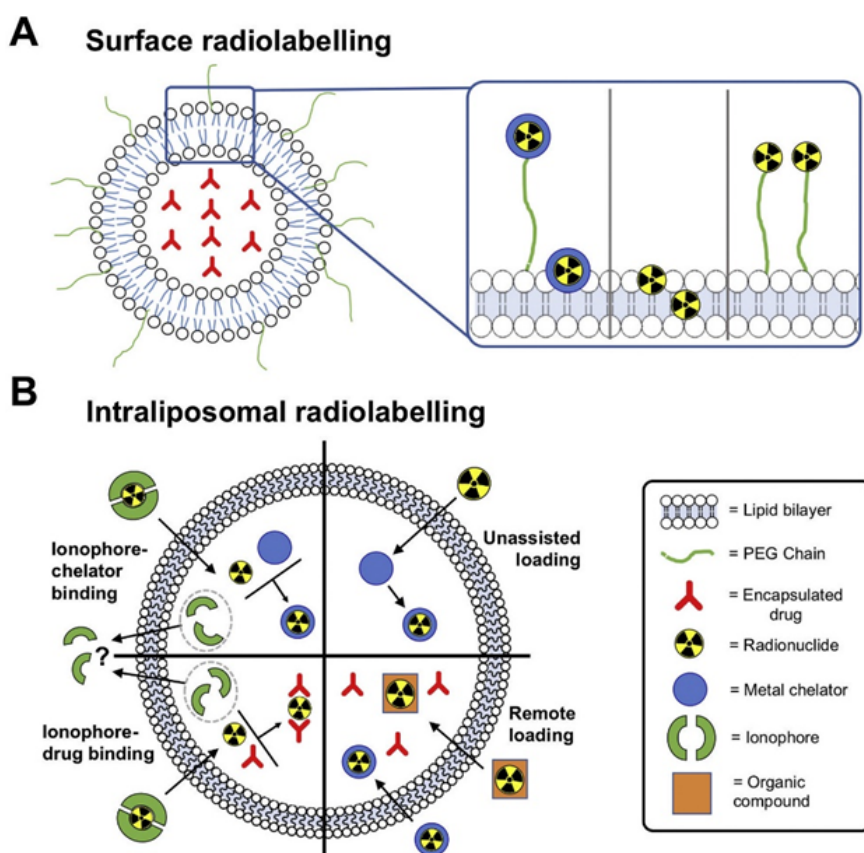 A
Surface radiolabelling
B
Intraliposomal radiolabelling
Ionophore-
chelator
binding
Unassisted
loading
?
Ionophore-
drug binding
Remote
loading
= Lipid bilayer
= PEG Chain
= Encapsulated
drug
= Radionuclide
= Metal chelator
= Ionophore
= Organic
compound